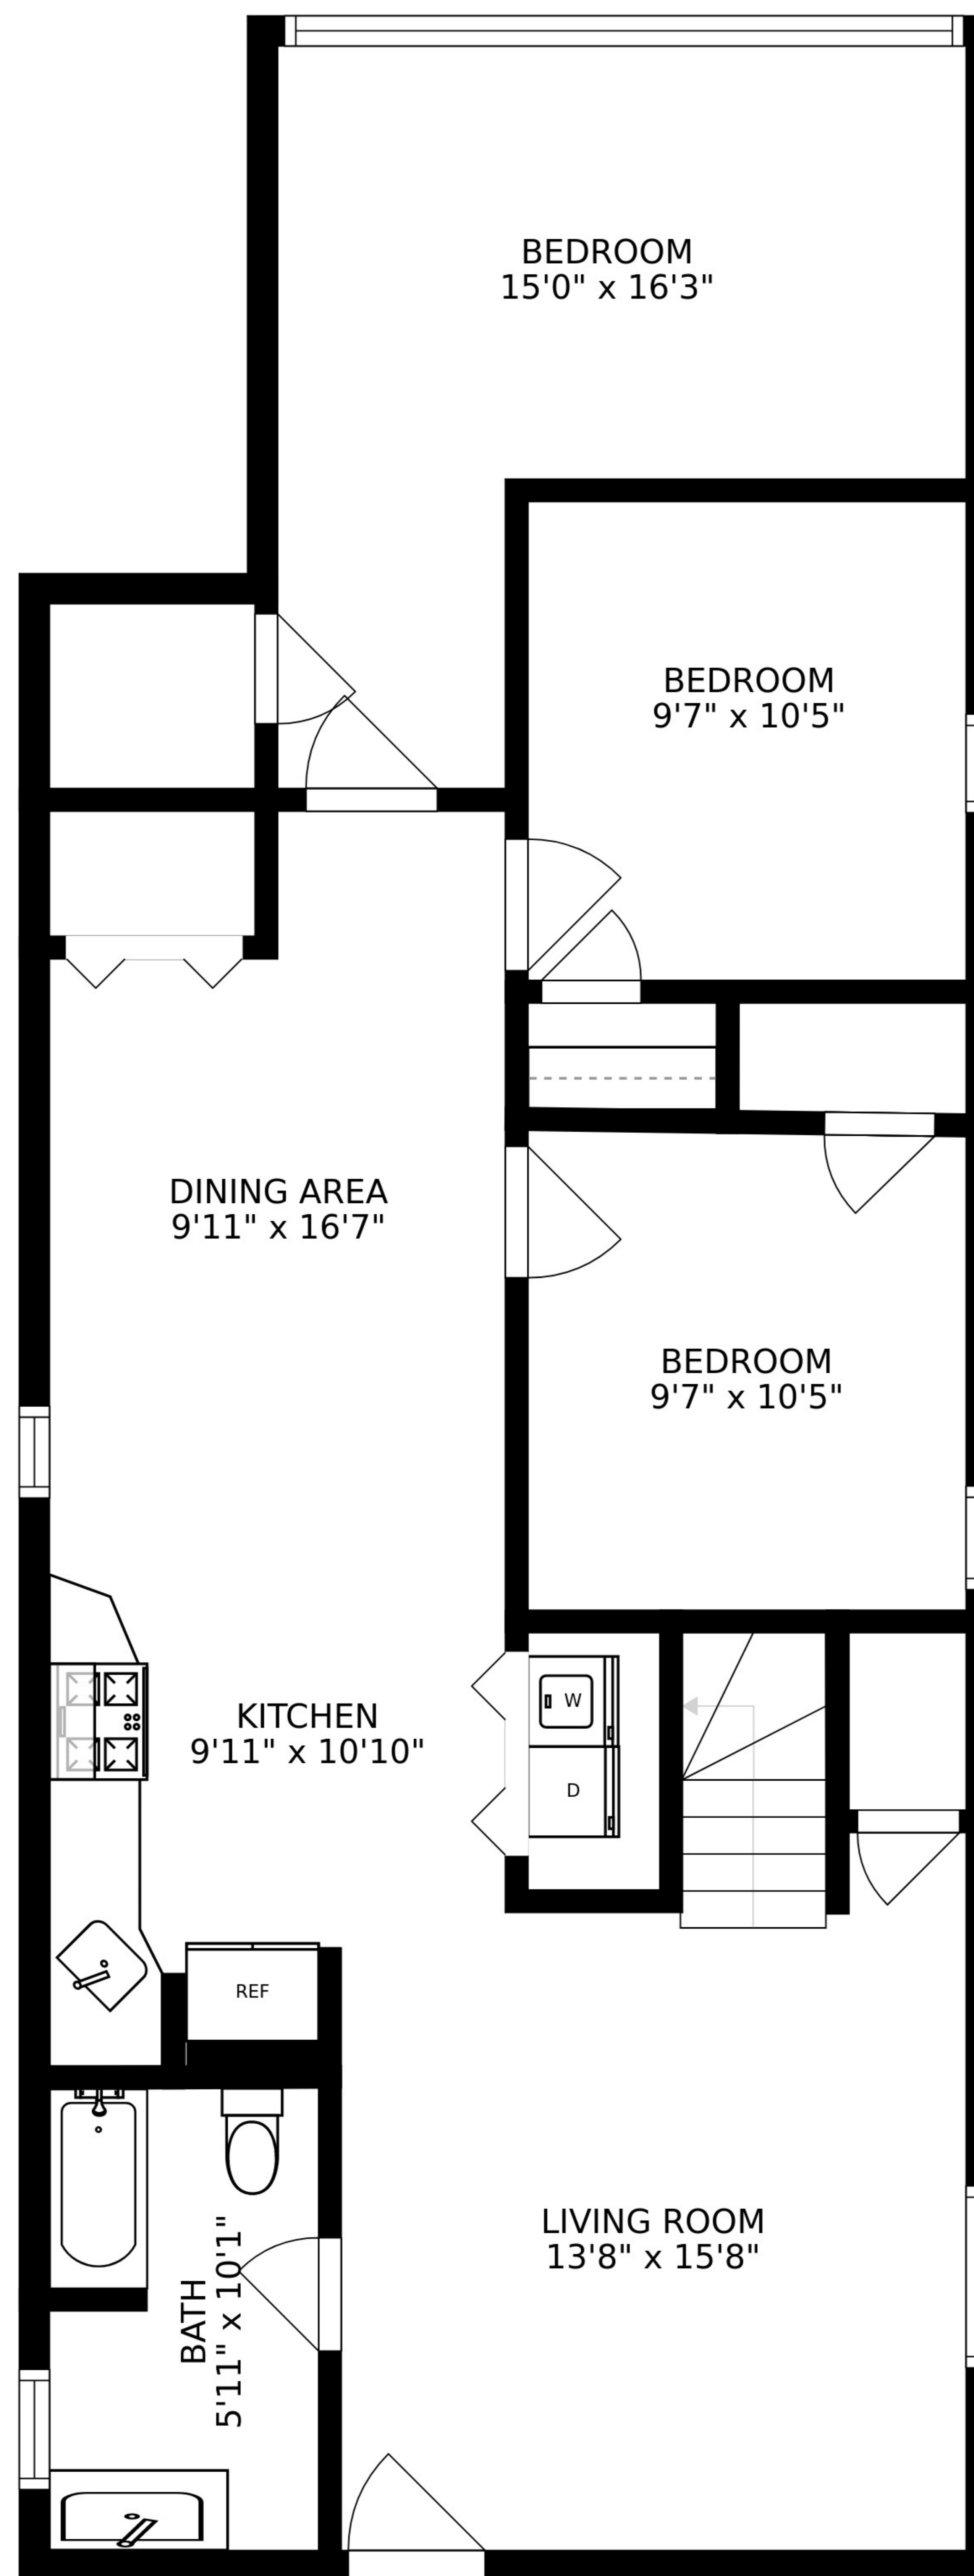 BEDROOM
15'0" x 16'3"
BEDROOM
9'7" x 10'5"
DINING AREA
9'11" x 16'7"
BEDROOM
9'7" x 10'5"
KITCHEN
9'11" x 10'10"
W
D
REF
LIVING ROOM
13'8" x 15'8"
BATH
5'11" x 10'1"